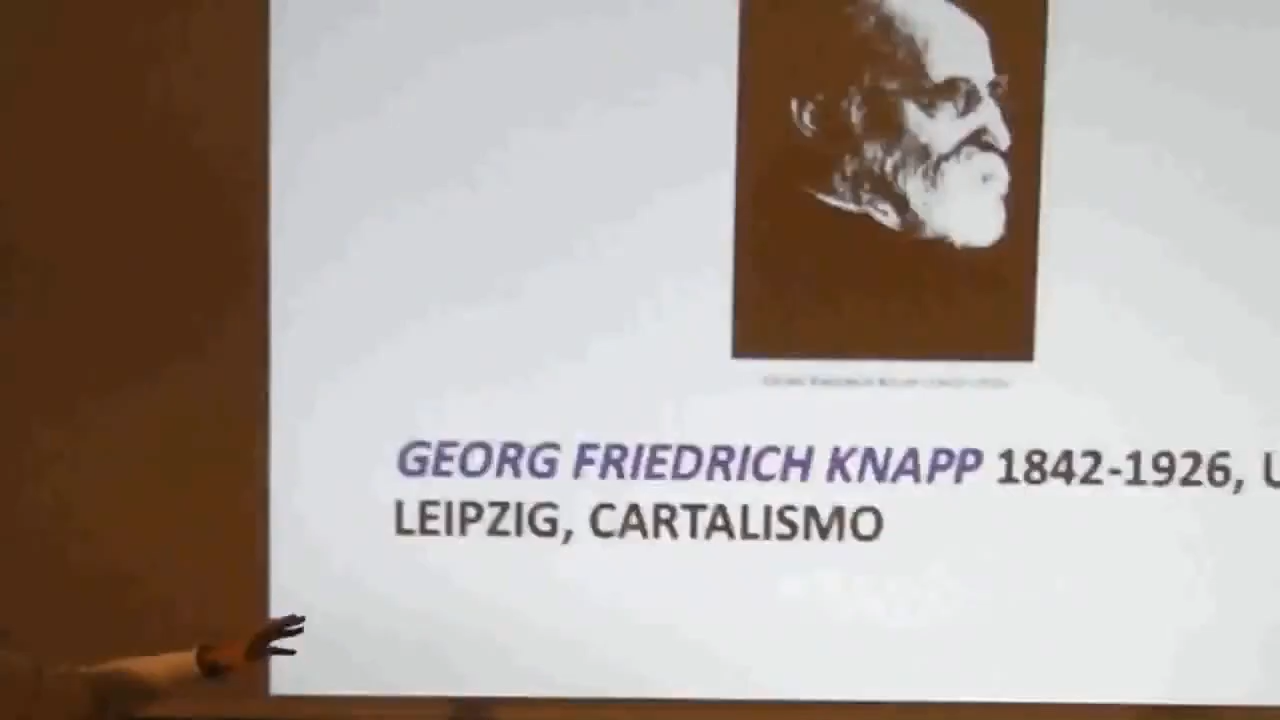 GEORG FRIEDRICH KNAPP 1842-1926, U
LEIPZIG, CARTALISMO